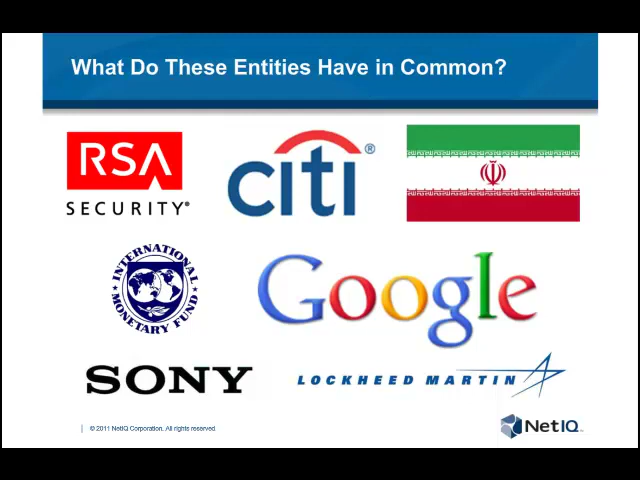 What Do These Entities Have in Common?
RSA
SECURITY®
citi®
INTERNATIONAL
MONETARY FUND
Google
SONY
LOCKHEED MARTIN
© 2011 NetIQ Corporation. All rights reserved.
NetIQ